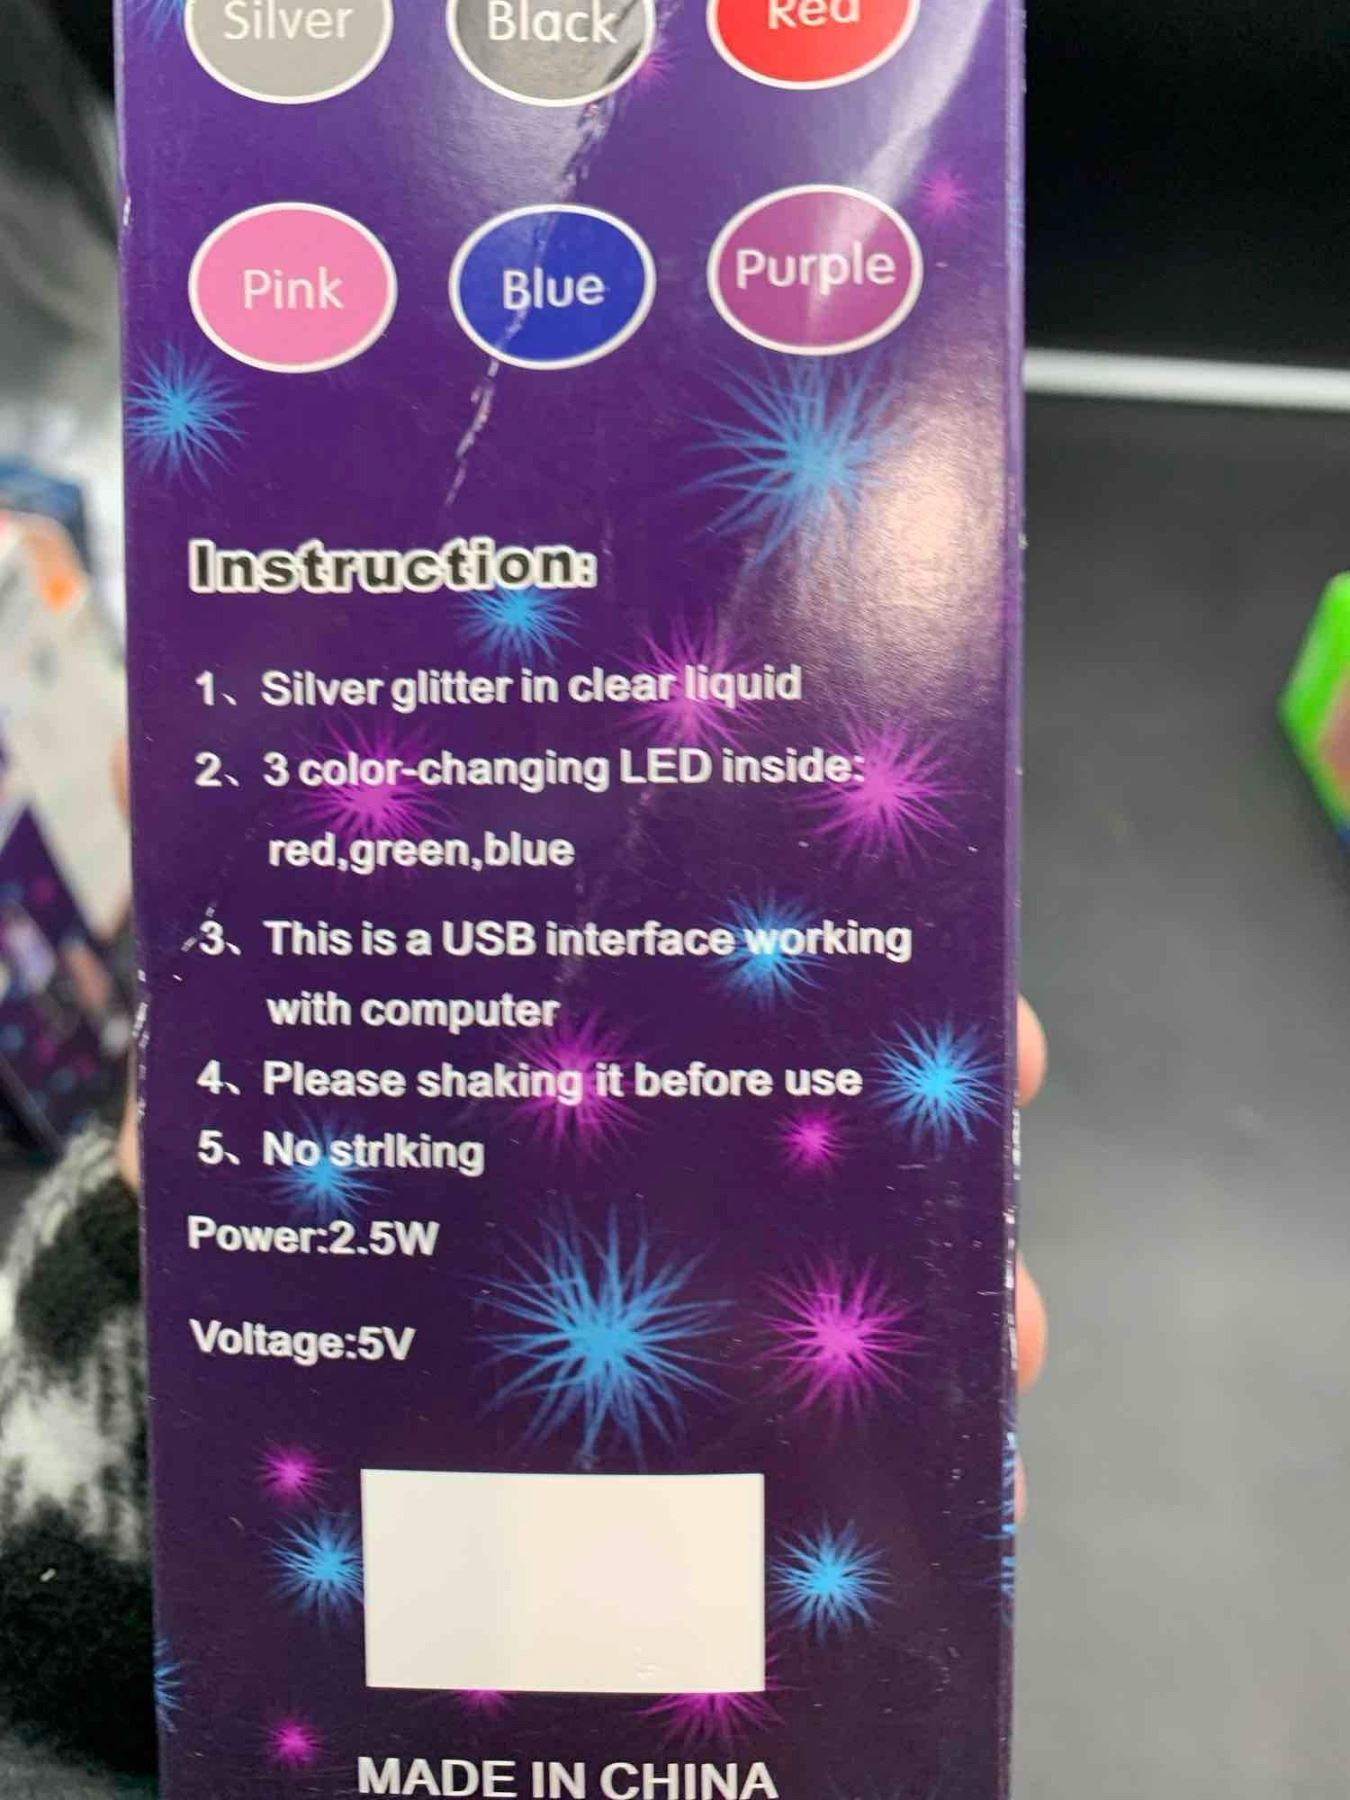 Silver Black Red
Pink Blue Purple
Instruction:
1、Silver glitter in clear liquid
2、3 color-changing LED inside:
red,green,blue
3、This is a USB interface working
with computer
4、Please shaking it before use
5、No strlking
Power:2.5W
Voltage:5V
MADE IN CHINA